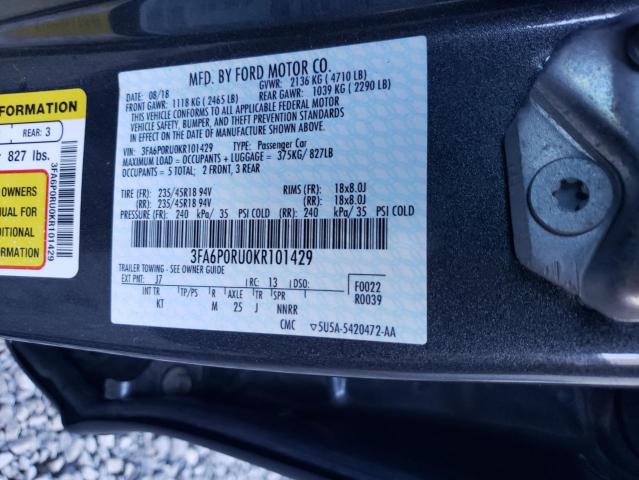 FORMATION
REAR: 3
827 lbs.
OWNERS
NUAL FOR
DITIONAL
ORMATION
3FA6P0RU0KR101429
MFD. BY FORD MOTOR CO.
DATE: 08/18 GVWR: 2136 KG ( 4710 LB)
FRONT GAWR: 1118 KG ( 2465 LB) REAR GAWR: 1039 KG ( 2290 LB)
THIS VEHICLE CONFORMS TO ALL APPLICABLE FEDERAL MOTOR
VEHICLE SAFETY, BUMPER, AND THEFT PREVENTION STANDARDS
IN EFFECT ON THE DATE OF MANUFACTURE SHOWN ABOVE.
VIN: 3FA6P0RU0KR101429 TYPE: Passenger Car
MAXIMUM LOAD = OCCUPANTS + LUGGAGE = 375KG/ 827LB
OCCUPANTS = 5 TOTAL; 2 FRONT, 3 REAR
TIRE (FR): 235/45R18 94V RIMS (FR): 18x8.0J
(RR): 235/45R18 94V (RR): 18x8.0J
PRESSURE (FR): 240 kPa/ 35 PSI COLD (RR): 240 kPa/ 35 PSI COLD
3FA6P0RU0KR101429
TRAILER TOWING - SEE OWNER GUIDE
EXT PNT: J7 RC: 13 DSO: F0022
INT TR TP/PS R AXLE TR SPR R0039
KT M 25 J NNRR
CMC ▽5U5A-5420472-AA